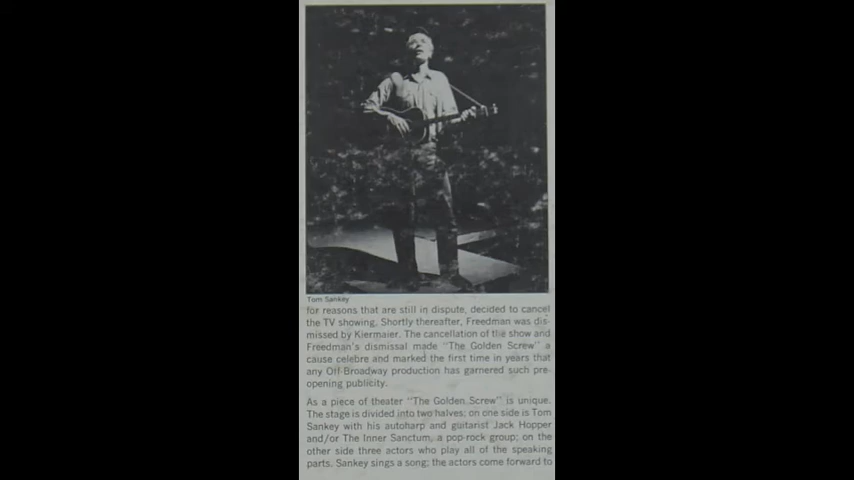 Tom Sankey
for reasons that are still in dispute, decided to cancel
the TV showing. Shortly thereafter, Freedman was dis-
missed by Kiermaier. The cancellation of the show and
Freedman's dismissal made "The Golden Screw" a
cause celebre and marked the first time in years that
any Off-Broadway production has garnered such pre-
opening publicity.
As a piece of theater "The Golden Screw" is unique.
The stage is divided into two halves; on one side is Tom
Sankey with his autoharp and guitarist Jack Hopper
and/or The Inner Sanctum, a pop-rock group; on the
other side three actors who play all of the speaking
parts. Sankey sings a song; the actors come forward to